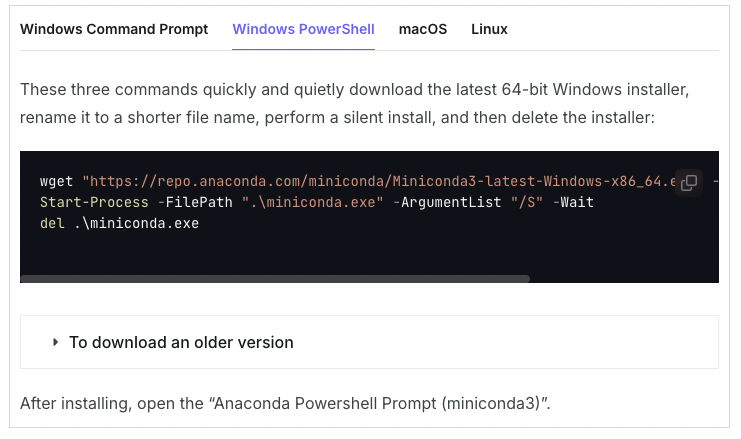 Windows Command Prompt Windows PowerShell macOS Linux
These three commands quickly and quietly download the latest 64-bit Windows installer,
rename it to a shorter file name, perform a silent install, and then delete the installer:
wget "https://repo.anaconda.com/miniconda/Miniconda3-latest-Windows-x86_64.e -
Start-Process -FilePath ".\miniconda.exe" -ArgumentList "/S" -Wait
del .\miniconda.exe
To download an older version
After installing, open the “Anaconda Powershell Prompt (miniconda3)”.